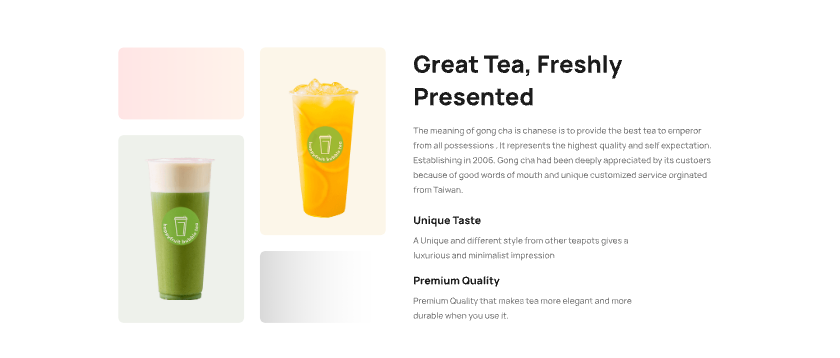 Great Tea, Freshly
Presented
The meaning of gong cha is chanese is to provide the best tea to emperor
from all possessions . It represents the highest quality and self expectation.
Establishing in 2006. Gong cha had been deeply appreciated by its custoers
because of good words of mouth and unique customized service orginated
from Taiwan.
Unique Taste
A Unique and different style from other teapots gives a
luxurious and minimalist impression
Premium Quality
Premium Quality that makes tea more elegant and more
durable when you use it.